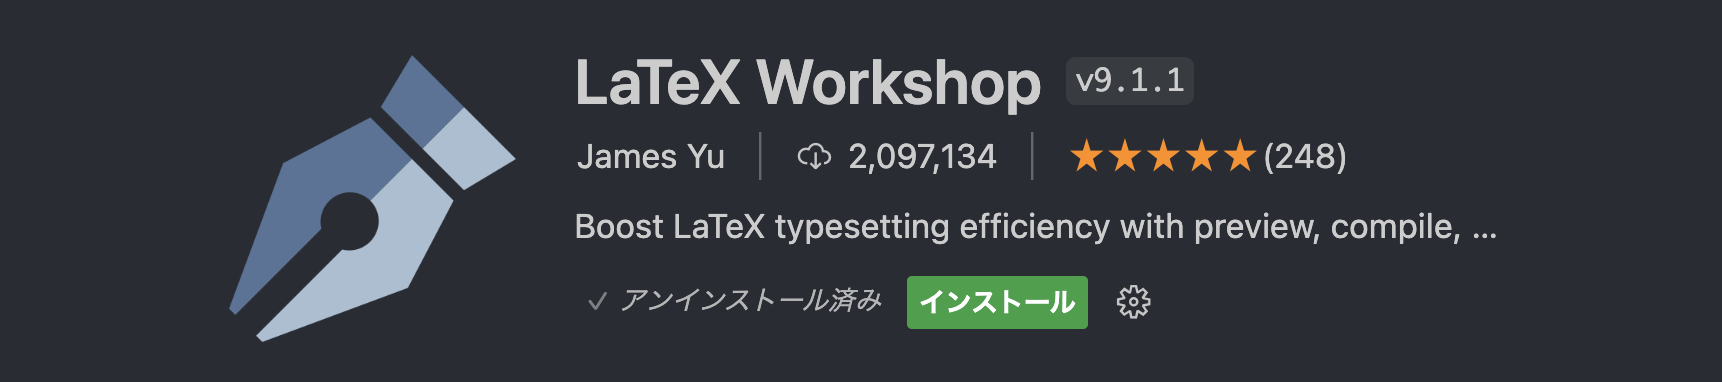 LaTeX Workshop v9.1.1
James Yu 2,097,134 (248)
Boost LaTeX typesetting efficiency with preview, compile, ...
アンインストール済み インストール